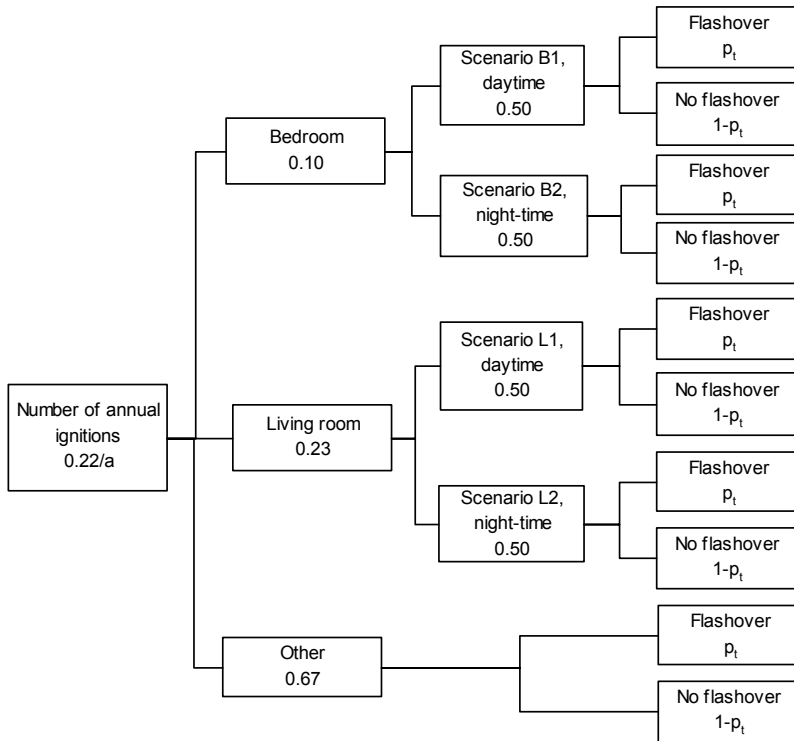 Number of annual
ignitions
0.22/a
Bedroom
0.10
Scenario B1,
daytime
0.50
Flashover
pt
No flashover
1-pt
Scenario B2,
night-time
0.50
Flashover
pt
No flashover
1-pt
Living room
0.23
Scenario L1,
daytime
0.50
Flashover
pt
No flashover
1-pt
Scenario L2,
night-time
0.50
Flashover
pt
No flashover
1-pt
Other
0.67
Flashover
pt
No flashover
1-pt